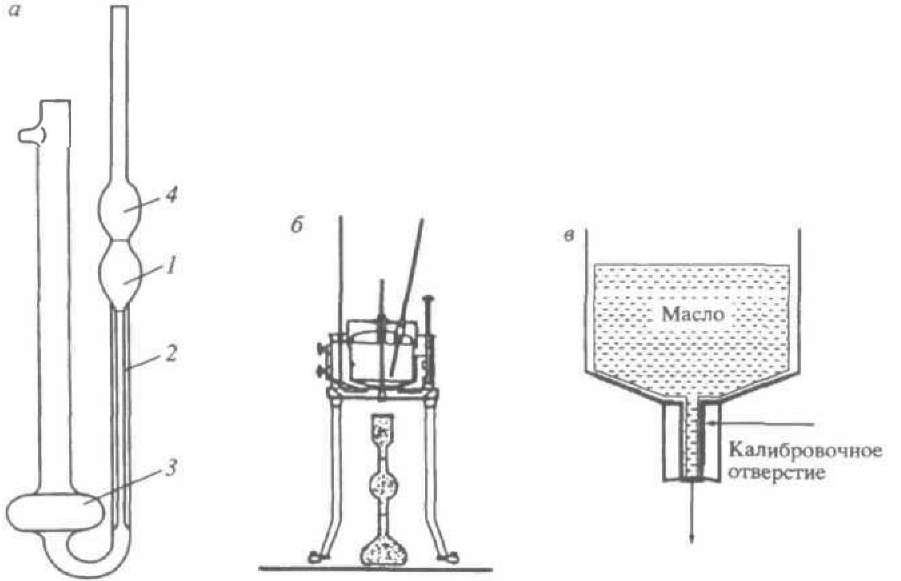 а
4
1
2
3
б
в
Масло
Калибровочное
отверстие